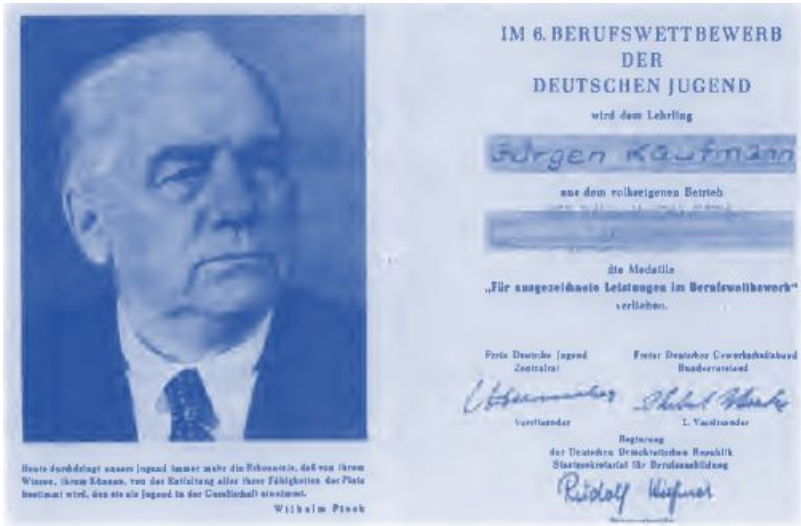 Heute durchdringt unsere Jugend immer mehr die Erkenntnis, daß von ihrem
Wissen, ihrem Können, von der Entfaltung aller ihrer Fähigkeiten der Platz
bestimmt wird, den sie als Jugend in der Gesellschaft einnimmt.
Wilhelm Pieck
IM 6. BERUFSWETTBEWERB
DER
DEUTSCHEN JUGEND
wird dem Lehrling
Jürgen Kaufmann
aus dem volkseigenen Betrieb
die Medaille
„Für ausgezeichnete Leistungen im Berufswettbewerb“
verliehen.
Freie Deutsche Jugend
Zentralrat
Vorsitzender
Freier Deutscher Gewerkschaftsbund
Bundesvorstand
1. Vorsitzender
Regierung
der Deutschen Demokratischen Republik
Staatssekretariat für Berufsausbildung
Rudolf